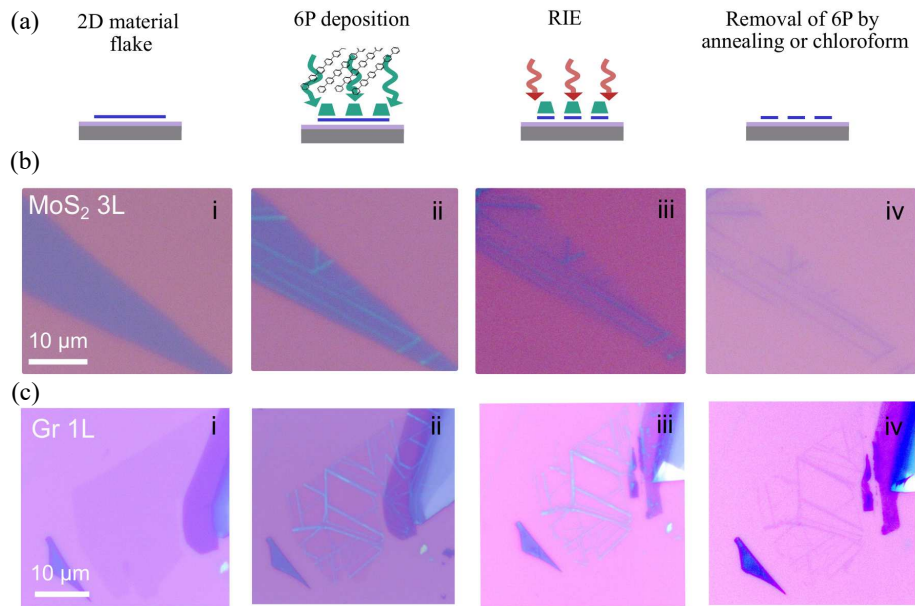 (a)
2D material
flake
6P deposition
RIE
Removal of 6P by
annealing or chloroform
(b)
MoS₂ 3L
i
ii
iii
iv
10 µm
(c)
Gr 1L
i
ii
iii
iv
10 µm